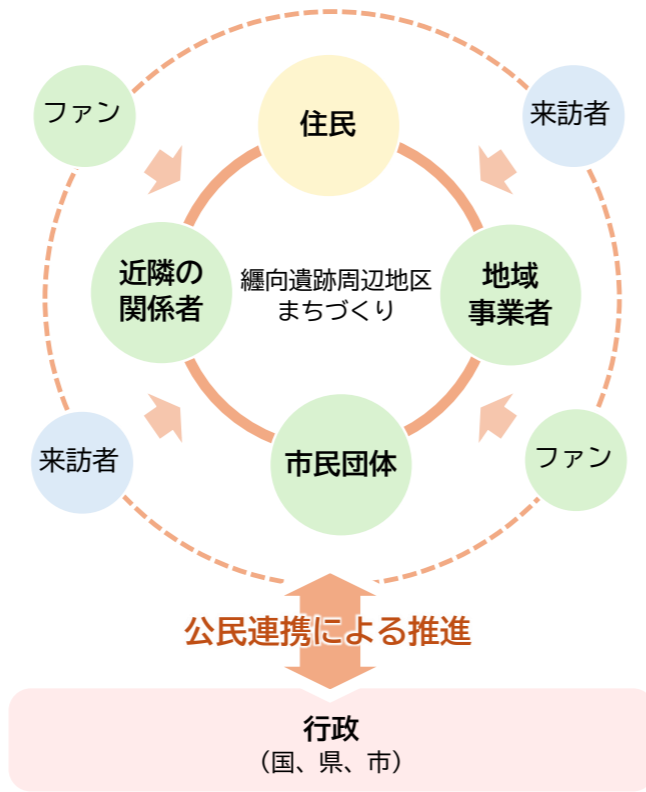 ファン
住民
来訪者
近隣の
関係者
纒向遺跡周辺地区
まちづくり
地域
事業者
来訪者
市民団体
ファン
公民連携による推進
行政
（国、県、市）